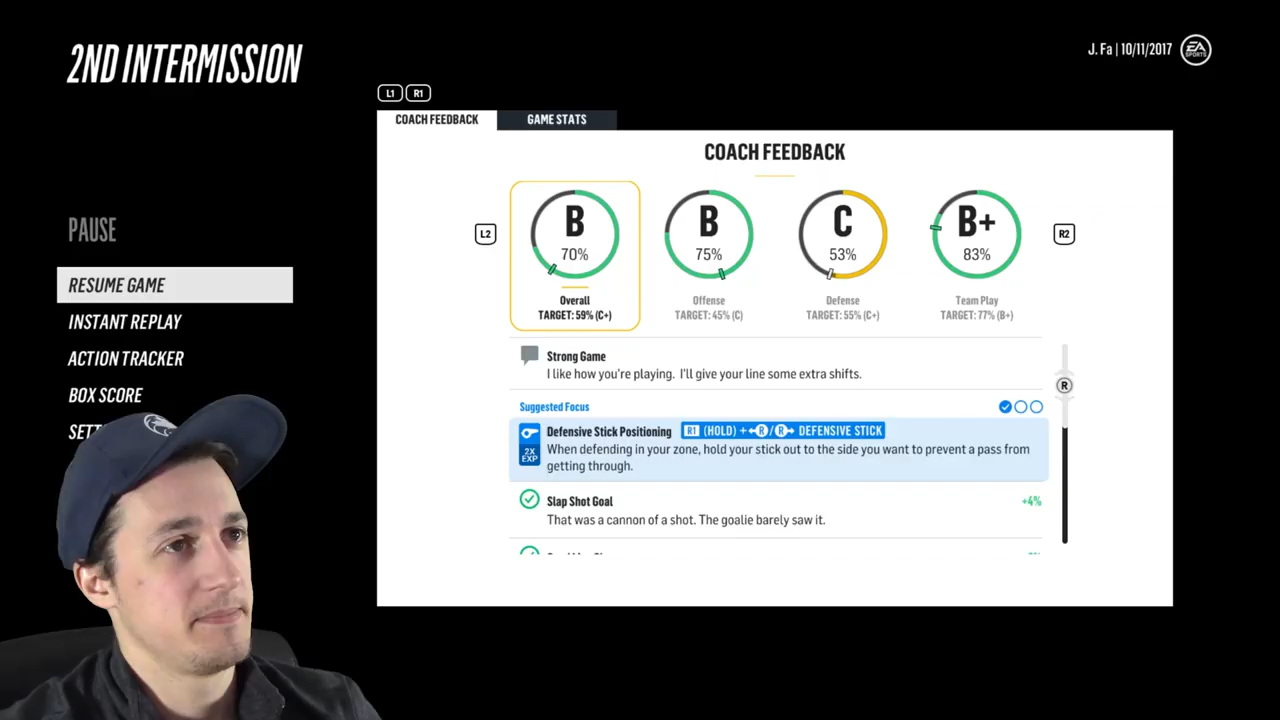 2ND INTERMISSION
J. Fa | 10/11/2017
EA SPORTS
L1 R1
COACH FEEDBACK
GAME STATS
COACH FEEDBACK
L2
B
70%
Overall
TARGET: 59% (C+)
B
75%
Offense
TARGET: 45% (C)
C
53%
Defense
TARGET: 55% (C+)
B+
83%
Team Play
TARGET: 77% (B+)
R2
PAUSE
RESUME GAME
INSTANT REPLAY
ACTION TRACKER
BOX SCORE
SETT
Strong Game
I like how you're playing. I'll give your line some extra shifts.
R
Suggested Focus
Defensive Stick Positioning R1 (HOLD) + R / R DEFENSIVE STICK
2X EXP
When defending in your zone, hold your stick out to the side you want to prevent a pass from
getting through.
Slap Shot Goal +4%
That was a cannon of a shot. The goalie barely saw it.